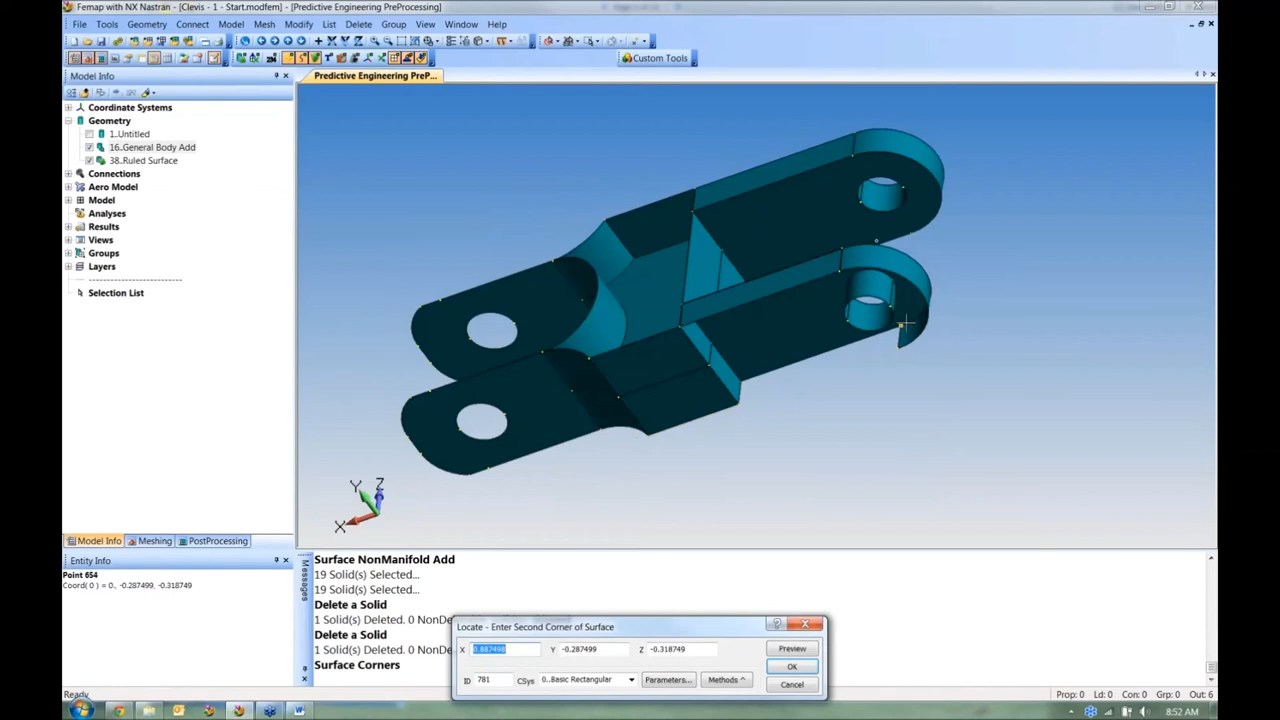 Femap with NX Nastran - [Clevis - 1 - Start.modfem] - [Predictive Engineering PreProcessing]
File Tools Geometry Connect Model Mesh Modify List Delete Group View Window Help
Custom Tools
Model Info
Predictive Engineering PreP...
Coordinate Systems
Geometry
1..Untitled
16..General Body Add
38..Ruled Surface
Connections
Aero Model
Model
Analyses
Results
Views
Groups
Layers
Selection List
Y Z
X
Model Info Meshing PostProcessing
Entity Info
Point 654
Coord( 0 ) = 0., -0.287499, -0.318749
Messages
Surface NonManifold Add
19 Solid(s) Selected...
19 Solid(s) Selected...
Delete a Solid
1 Solid(s) Deleted. 0 NonDe
Delete a Solid
1 Solid(s) Deleted. 0 NonDe
Surface Corners
Locate - Enter Second Corner of Surface
X 0.887498 Y -0.287499 Z -0.318749 Preview
OK
ID 781 CSys 0..Basic Rectangular Parameters... Methods ^
Cancel
Ready
Prop: 0 Ld: 0 Con: 0 Grp: 0 Out: 6
8:52 AM